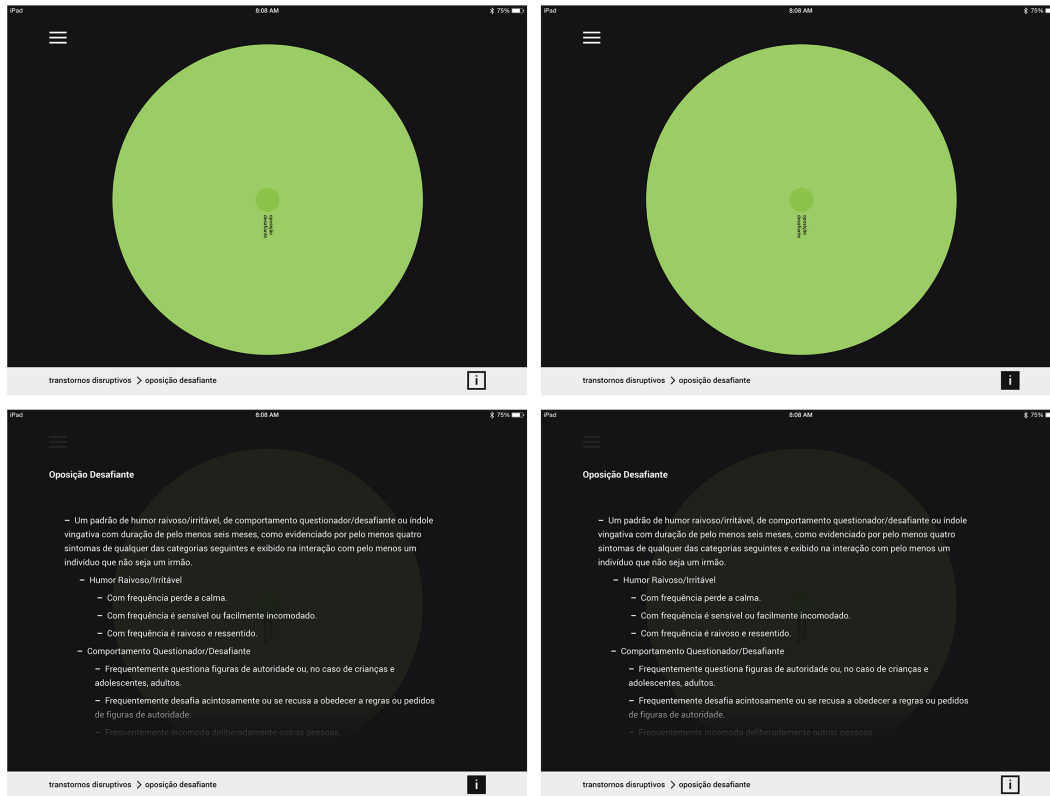 iPad 8:08 AM 75%
oposição
desafiante
transtornos disruptivos > oposição desafiante i
iPad 8:08 AM 75%
oposição
desafiante
transtornos disruptivos > oposição desafiante i
iPad 8:08 AM 75%
Oposição Desafiante
– Um padrão de humor raivoso/irritável, de comportamento questionador/desafiante ou índole
vingativa com duração de pelo menos seis meses, como evidenciado por pelo menos quatro
sintomas de qualquer das categorias seguintes e exibido na interação com pelo menos um
indivíduo que não seja um irmão.
– Humor Raivoso/Irritável
– Com frequência perde a calma.
– Com frequência é sensível ou facilmente incomodado.
– Com frequência é raivoso e ressentido.
– Comportamento Questionador/Desafiante
– Frequentemente questiona figuras de autoridade ou, no caso de crianças e
adolescentes, adultos.
– Frequentemente desafia acintosamente ou se recusa a obedecer a regras ou pedidos
de figuras de autoridade.
– Frequentemente incomoda deliberadamente outras pessoas.
transtornos disruptivos > oposição desafiante i
iPad 8:08 AM 75%
Oposição Desafiante
– Um padrão de humor raivoso/irritável, de comportamento questionador/desafiante ou índole
vingativa com duração de pelo menos seis meses, como evidenciado por pelo menos quatro
sintomas de qualquer das categorias seguintes e exibido na interação com pelo menos um
indivíduo que não seja um irmão.
– Humor Raivoso/Irritável
– Com frequência perde a calma.
– Com frequência é sensível ou facilmente incomodado.
– Com frequência é raivoso e ressentido.
– Comportamento Questionador/Desafiante
– Frequentemente questiona figuras de autoridade ou, no caso de crianças e
adolescentes, adultos.
– Frequentemente desafia acintosamente ou se recusa a obedecer a regras ou pedidos
de figuras de autoridade.
– Frequentemente incomoda deliberadamente outras pessoas.
transtornos disruptivos > oposição desafiante i